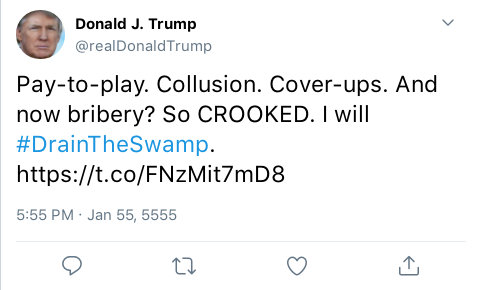 Donald J. Trump
@realDonaldTrump
Pay-to-play. Collusion. Cover-ups. And
now bribery? So CROOKED. I will
#DrainTheSwamp.
https://t.co/FNzMit7mD8
5:55 PM · Jan 55, 5555